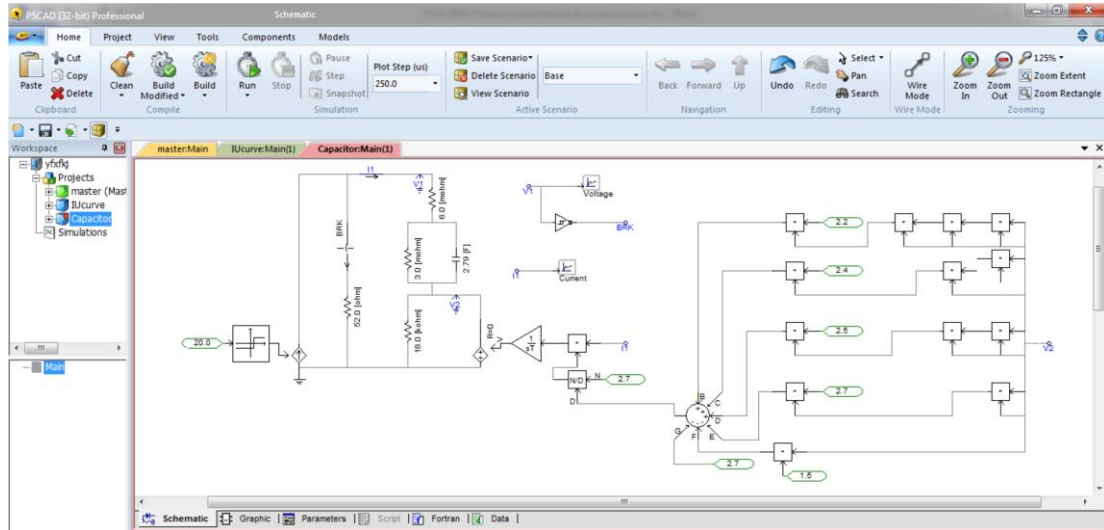 PSCAD (32-bit) Professional
Schematic
Home Project View Tools Components Models
Paste
Cut
Copy
Delete
Clipboard
Clean
Build Modified
Build
Compile
Run
Stop
Pause
Step
Snapshot
Plot Step (us)
250.0
Simulation
Save Scenario
Delete Scenario
View Scenario
Base
Active Scenario
Back Forward Up
Navigation
Undo Redo
Select
Pan
Search
Editing
Wire Mode
Wire Mode
Zoom In
Zoom Out
125%
Zoom Extent
Zoom Rectangle
Zooming
Workspace
yfxfkj
Projects
master (Mast
IUcurve
Capacitor
Simulations
Main
master:Main
IUcurve:Main(1)
Capacitor:Main(1)
I1
6.0 [mohm]
BRK
3.0 [mohm]
2.79 [F]
52.0 [ohm]
18.0 [kohm]
R=0
V
20.0
V1
Voltage
BRK
I1
Current
1
sT
I1
N/D
N
2.7
D
B
C
D
E
F
G
2.2
2.4
2.5
2.7
2.7
1.5
V2
Schematic | Graphic | Parameters | Script | Fortran | Data |